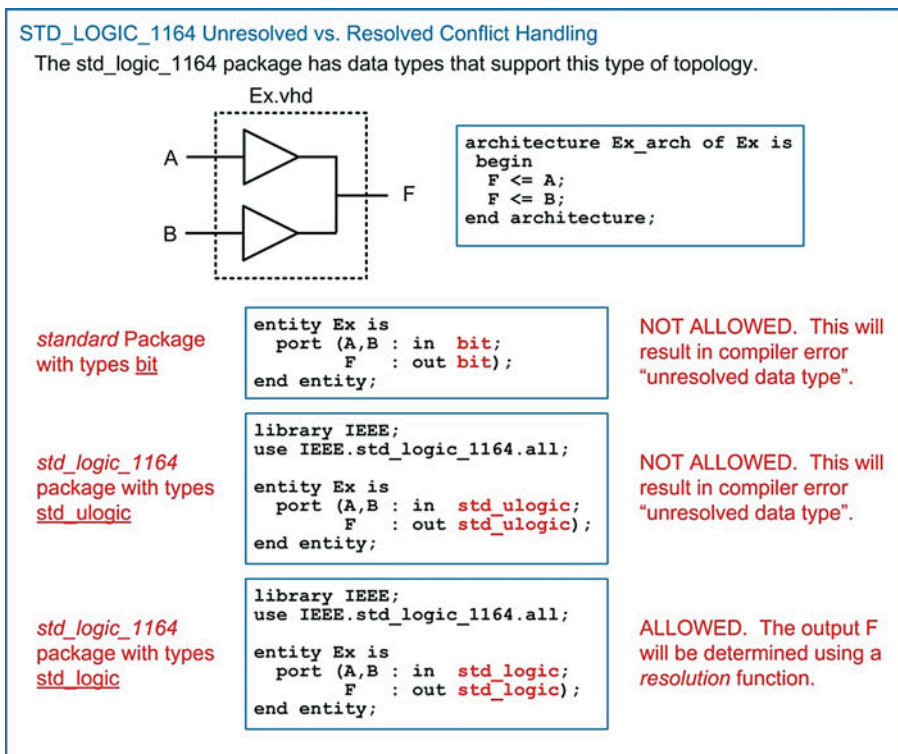 STD_LOGIC_1164 Unresolved vs. Resolved Conflict Handling
The std_logic_1164 package has data types that support this type of topology.
Ex.vhd
A
B
F
architecture Ex_arch of Ex is
begin
F <= A;
F <= B;
end architecture;
standard Package
with types bit
entity Ex is
port (A,B : in bit;
F : out bit);
end entity;
NOT ALLOWED. This will
result in compiler error
“unresolved data type”.
std_logic_1164
package with types
std_ulogic
library IEEE;
use IEEE.std_logic_1164.all;
entity Ex is
port (A,B : in std_ulogic;
F : out std_ulogic);
end entity;
NOT ALLOWED. This will
result in compiler error
“unresolved data type”.
std_logic_1164
package with types
std_logic
library IEEE;
use IEEE.std_logic_1164.all;
entity Ex is
port (A,B : in std_logic;
F : out std_logic);
end entity;
ALLOWED. The output F
will be determined using a
resolution function.